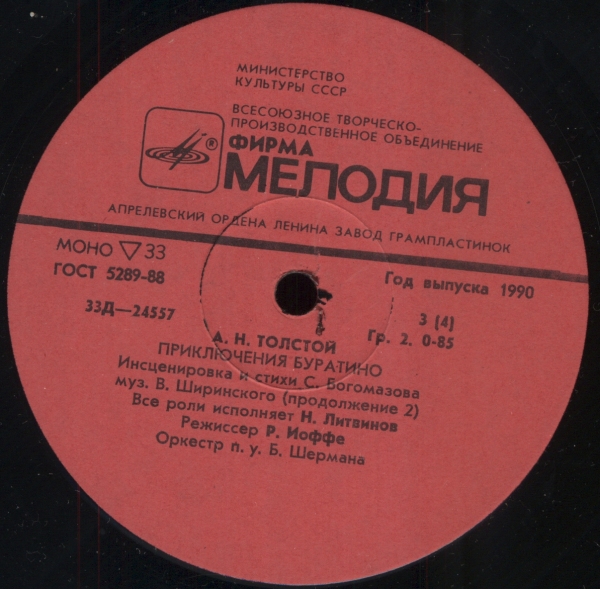 МИНИСТЕРСТВО
КУЛЬТУРЫ СССР
ВСЕСОЮЗНОЕ ТВОРЧЕСКО-
ПРОИЗВОДСТВЕННОЕ ОБЪЕДИНЕНИЕ
®
ФИРМА
МЕЛОДИЯ
АПРЕЛЕВСКИЙ ОРДЕНА ЛЕНИНА ЗАВОД ГРАМПЛАСТИНОК
МОНО ▽ 33
ГОСТ 5289-88
Год выпуска 1990
33Д—24557
3 (4)
Гр. 2. 0-85
А. Н. ТОЛСТОЙ
ПРИКЛЮЧЕНИЯ БУРАТИНО
Инсценировка и стихи С. Богомазова
муз. В. Ширинского (продолжение 2)
Все роли исполняет Н. Литвинов
Режиссер Р. Иоффе
Оркестр п. у. Б. Шермана